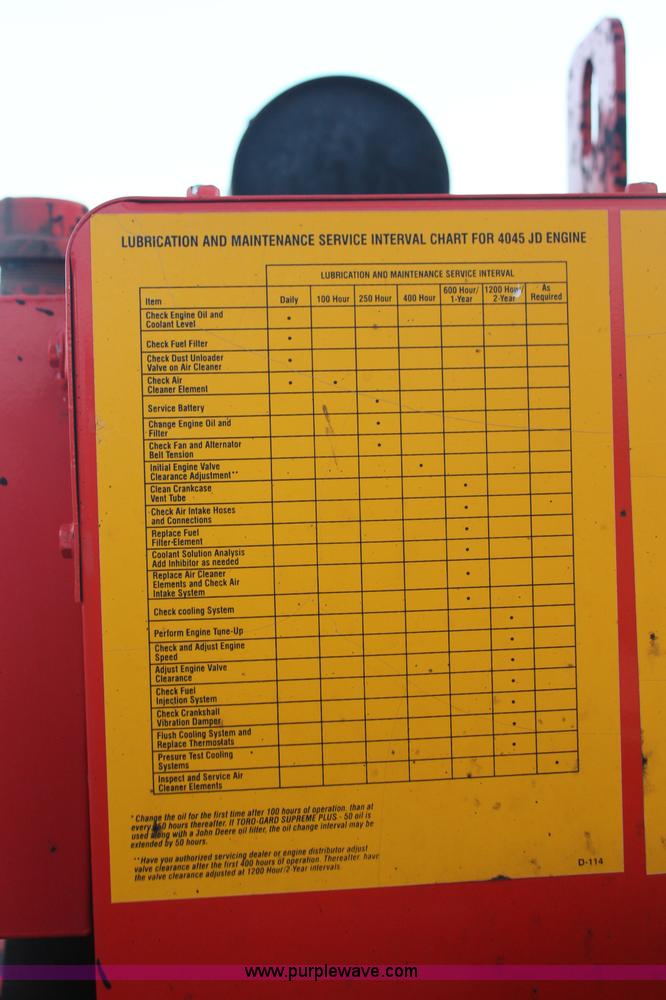 LUBRICATION AND MAINTENANCE SERVICE INTERVAL CHART FOR 4045 JD ENGINE
LUBRICATION AND MAINTENANCE SERVICE INTERVAL
Item Daily 100 Hour 250 Hour 400 Hour 600 Hour/ 1-Year 1200 Hour/ 2-Year As Required
Check Engine Oil and
Coolant Level
Check Fuel Filter
Check Dust Unloader
Valve on Air Cleaner
Check Air
Cleaner Element
Service Battery
Change Engine Oil and
Filter
Check Fan and Alternator
Belt Tension
Initial Engine Valve
Clearance Adjustment**
Clean Crankcase
Vent Tube
Check Air Intake Hoses
and Connections
Replace Fuel
Filter-Element
Coolant Solution Analysis
Add Inhibitor as needed
Replace Air Cleaner
Elements and Check Air
Intake System
Check cooling System
Perform Engine Tune-Up
Check and Adjust Engine
Speed
Adjust Engine Valve
Clearance
Check Fuel
Injection System
Check Crankshall
Vibration Damper
Flush Cooling System and
Replace Thermostats
Presure Test Cooling
Systems
Inspect and Service Air
Cleaner Elements
* Change the oil for the first time after 100 hours of operation. than at
every 250 hours thereafter. If TORO-GARD SUPREME PLUS - 50 oil is
used along with a John Deere oil filter, the oil change interval may be
extended by 50 hours.
**Have you authorized servicing dealer or engine distributor adjust
valve clearance after the first 400 hours of operation. Thereafter. have
the valve clearance adjusted at 1200 Hour/2-Year intervals.
D-114
www.purplewave.com